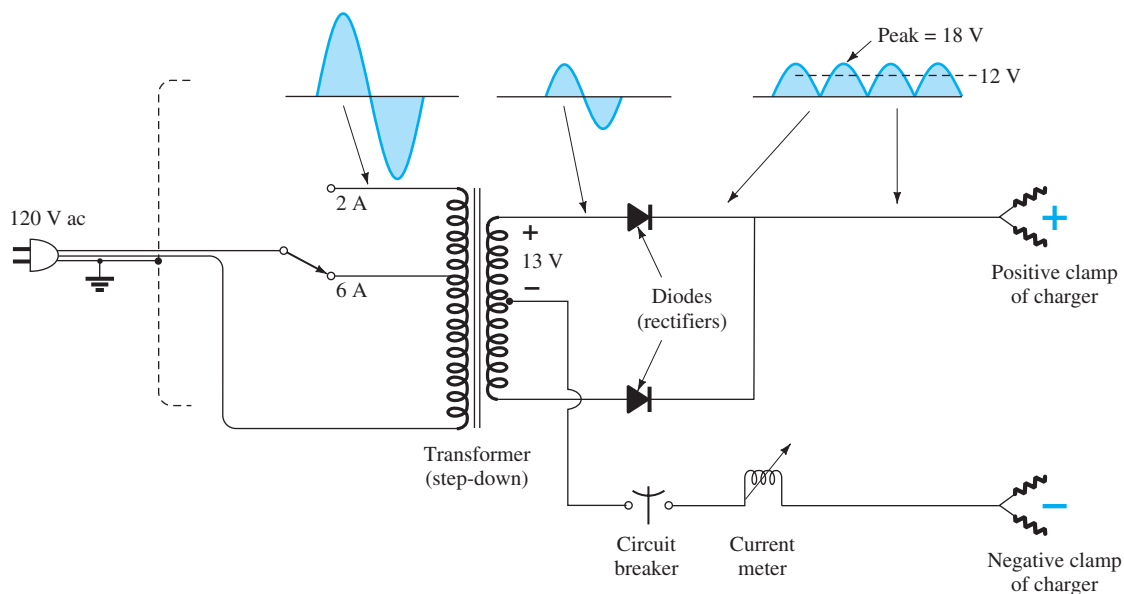 Peak = 18 V
12 V
120 V ac
2 A
6 A
+
13 V
−
Diodes
(rectifiers)
+
Positive clamp
of charger
Transformer
(step-down)
Circuit
breaker
Current
meter
−
Negative clamp
of charger